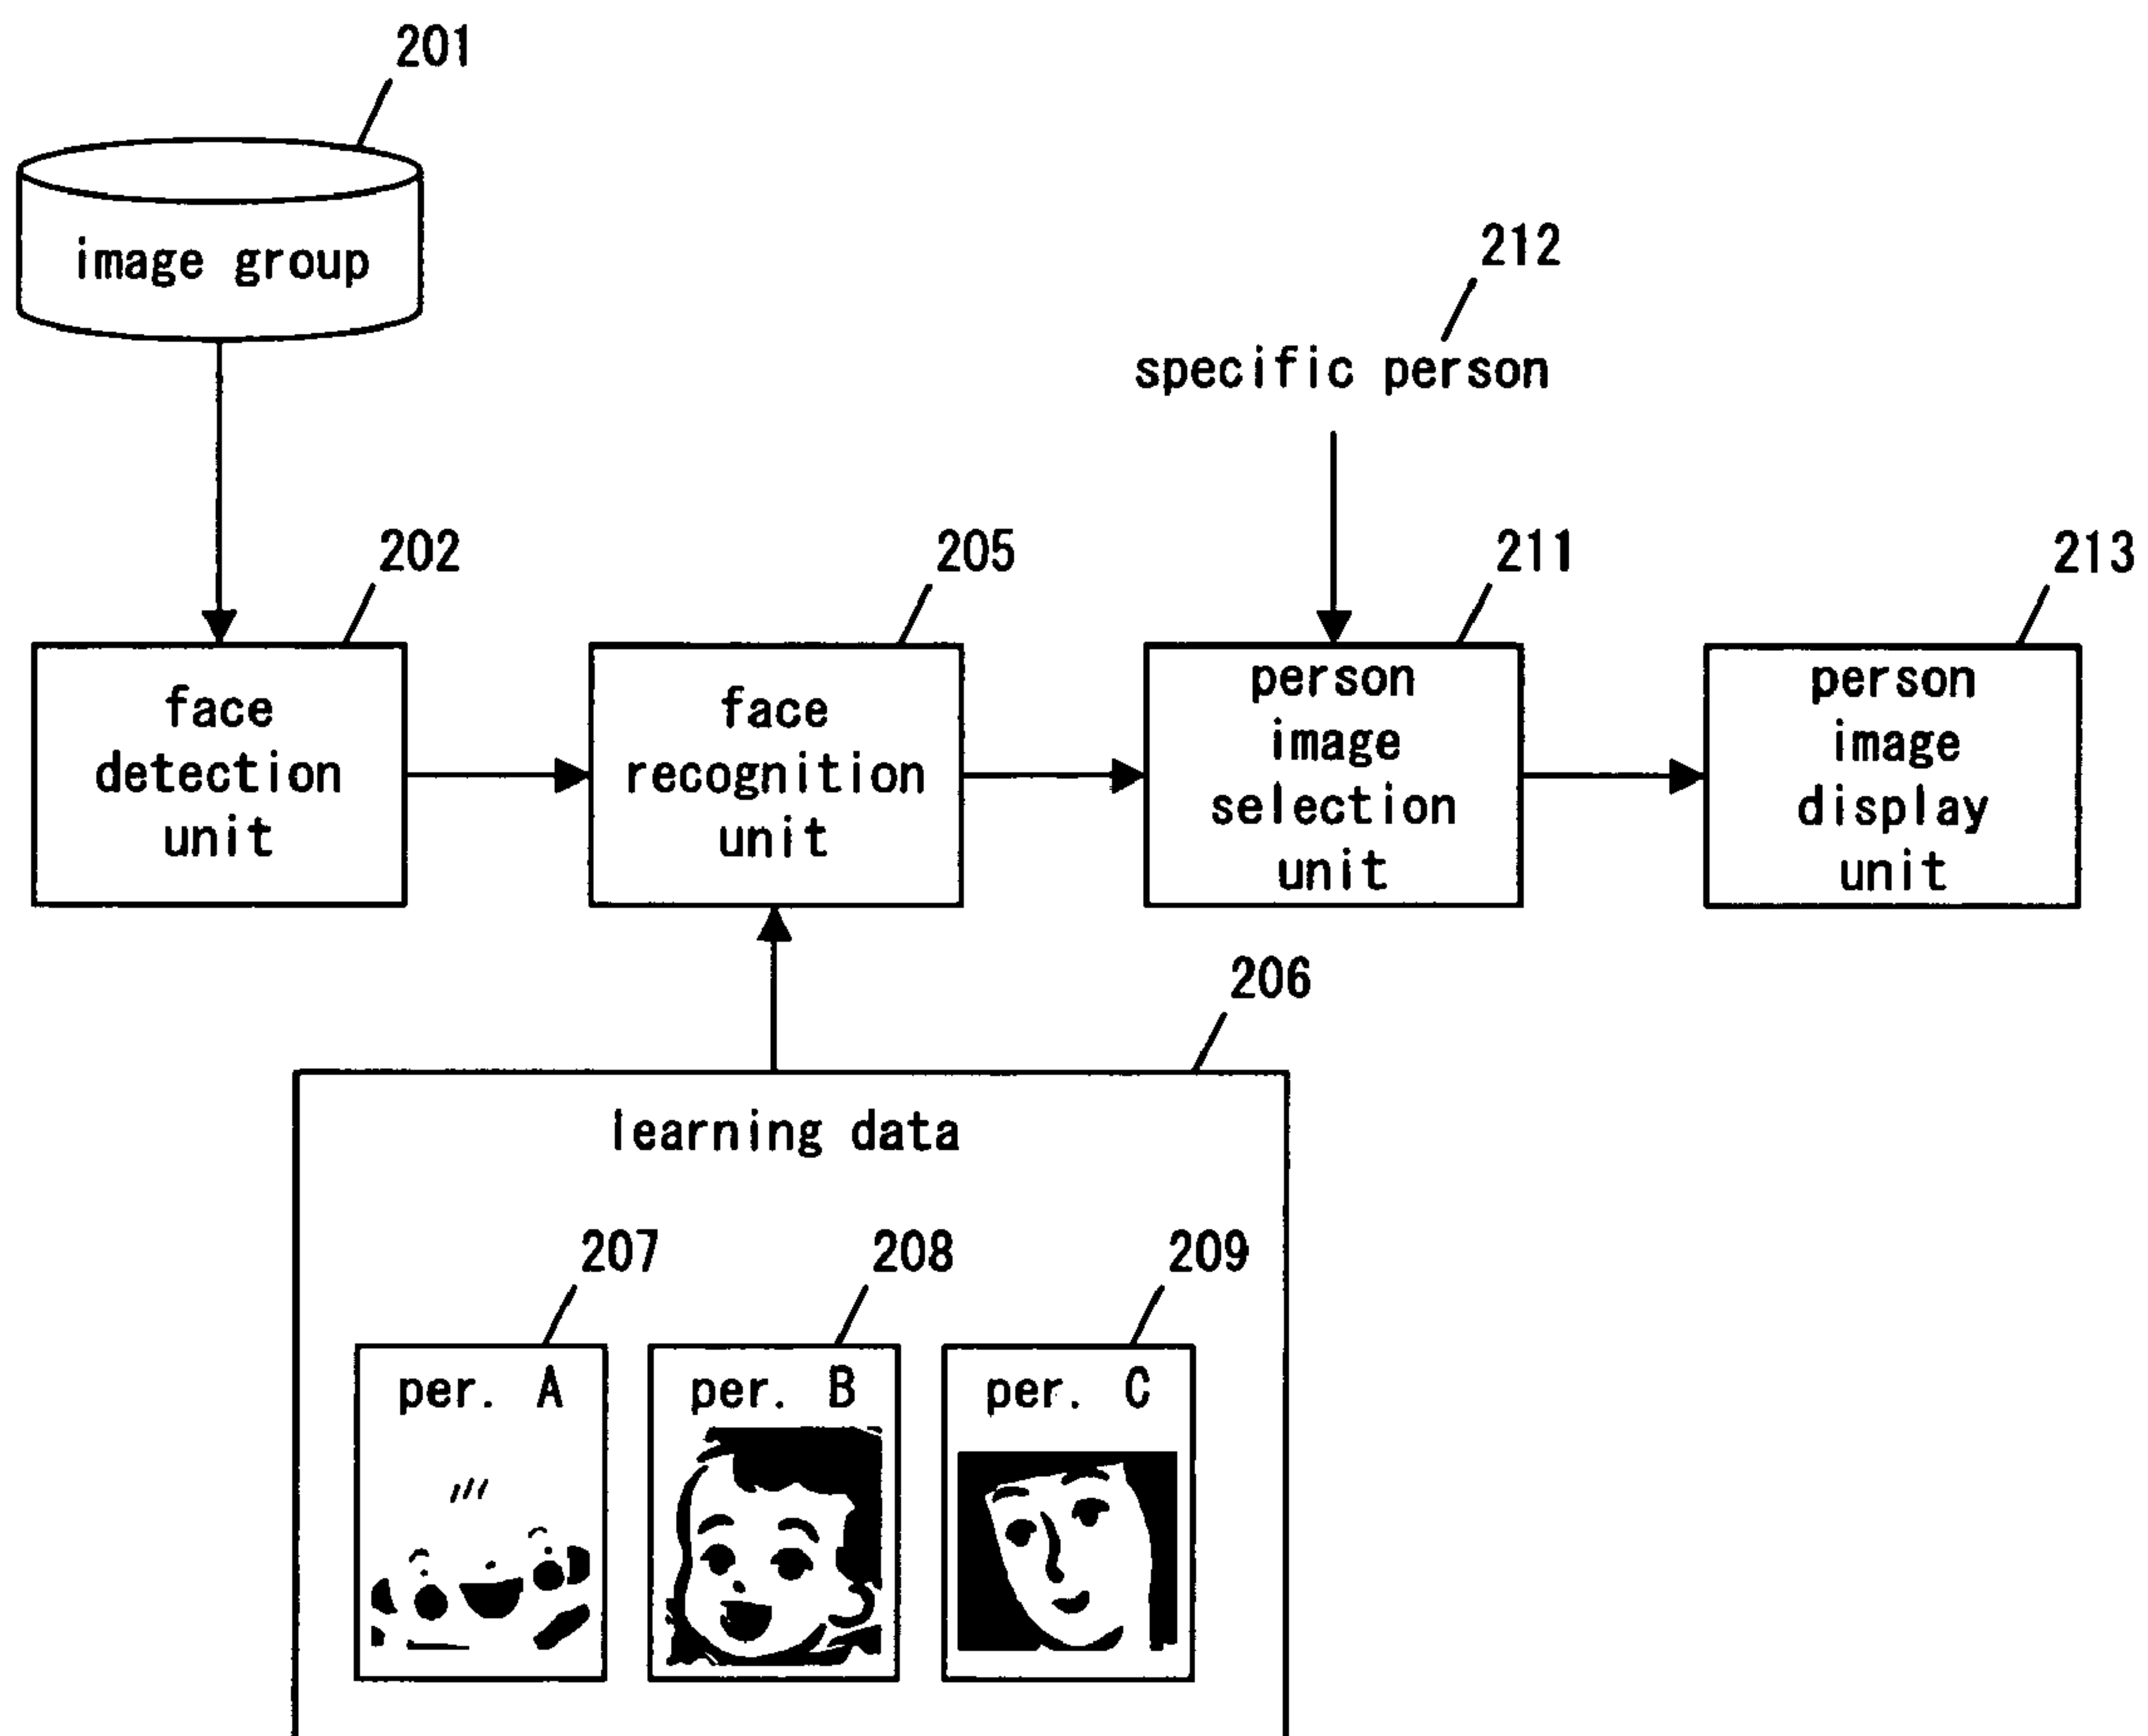 201
image group
212
specific person
202
205
211
213
face
detection
unit
face
recognition
unit
person
image
selection
unit
person
image
display
unit
206
learning data
207
208
209
per. A
per. B
per. C